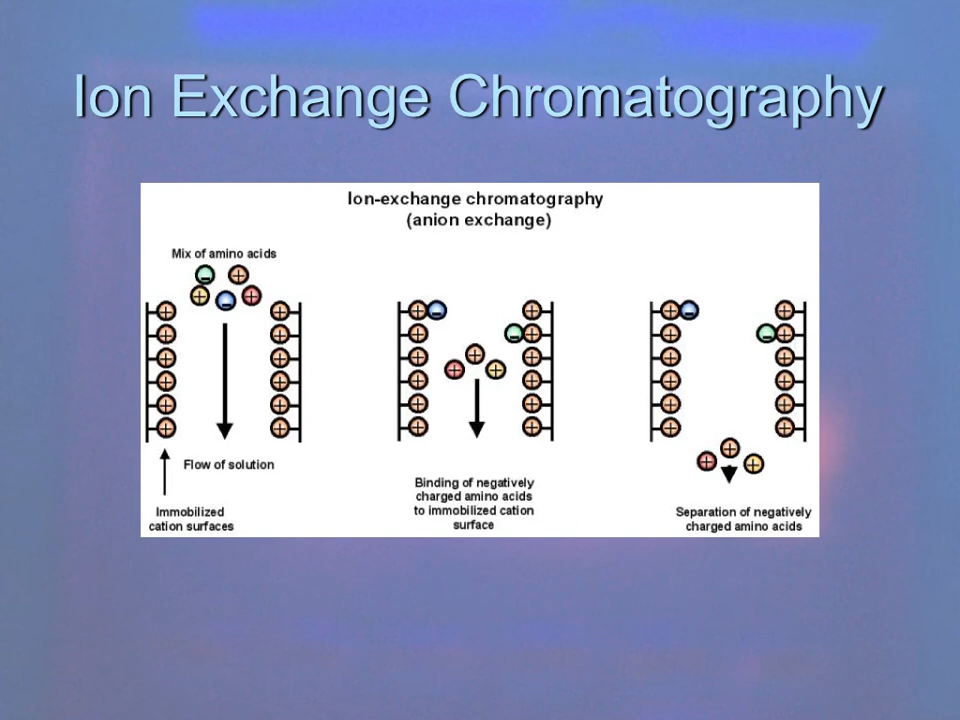 Ion Exchange Chromatography
Ion-exchange chromatography
(anion exchange)
Mix of amino acids
Flow of solution
Immobilized
cation surfaces
Binding of negatively
charged amino acids
to immobilized cation
surface
Separation of negatively
charged amino acids